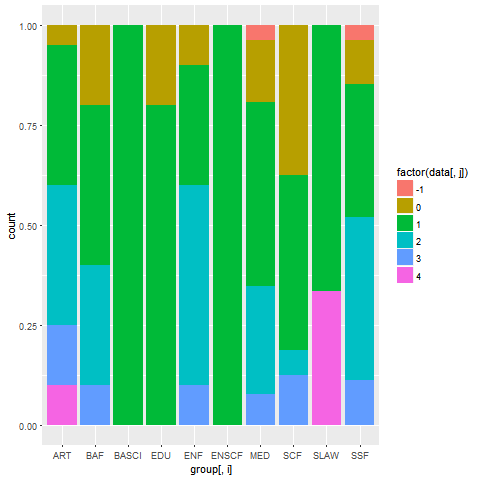 1.00
0.75
0.50
0.25
0.00
count
ART BAF BASCI EDU ENF ENSCF MED SCF SLAW SSF
group[, i]
factor(data[, j])
-1
0
1
2
3
4